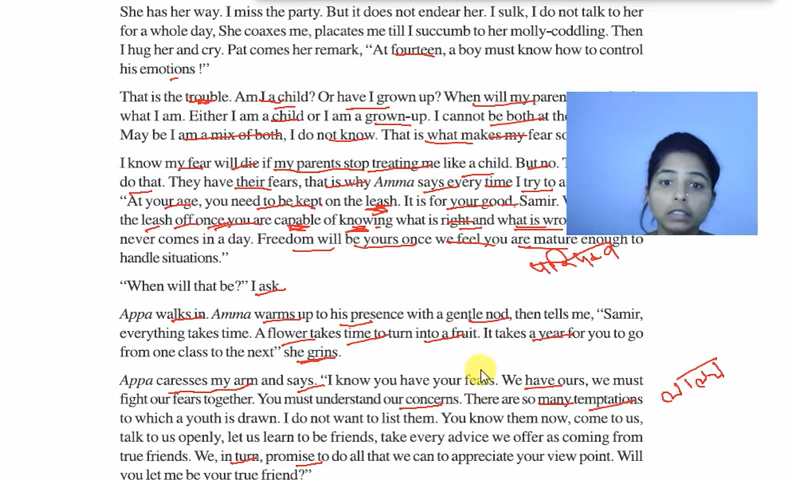 She has her way. I miss the party. But it does not endear her. I sulk, I do not talk to her
for a whole day, She coaxes me, placates me till I succumb to her molly-coddling. Then
I hug her and cry. Pat comes her remark, “At fourteen, a boy must know how to control
his emotions !”
That is the trouble. Am I a child? Or have I grown up? When will my paren
what I am. Either I am a child or I am a grown-up. I cannot be both at the
May be I am a mix of both, I do not know. That is what makes my fear so
I know my fear will die if my parents stop treating me like a child. But no.
do that. They have their fears, that is why Amma says every time I try to a
“At your age, you need to be kept on the leash. It is for your good, Samir.
the leash off once you are capable of knowing what is right and what is wro
never comes in a day. Freedom will be yours once we feel you are mature enough to
handle situations.”
परिपक्व
“When will that be?” I ask
Appa walks in. Amma warms up to his presence with a gentle nod, then tells me, “Samir,
everything takes time. A flower takes time to turn into a fruit. It takes a year for you to go
from one class to the next” she grins.
Appa caresses my arm and says. “I know you have your fears. We have ours, we must
fight our fears together. You must understand our concerns. There are so many temptations
to which a youth is drawn. I do not want to list them. You know them now, come to us,
talk to us openly, let us learn to be friends, take every advice we offer as coming from
true friends. We, in turn, promise to do all that we can to appreciate your view point. Will
you let me be your true friend?”